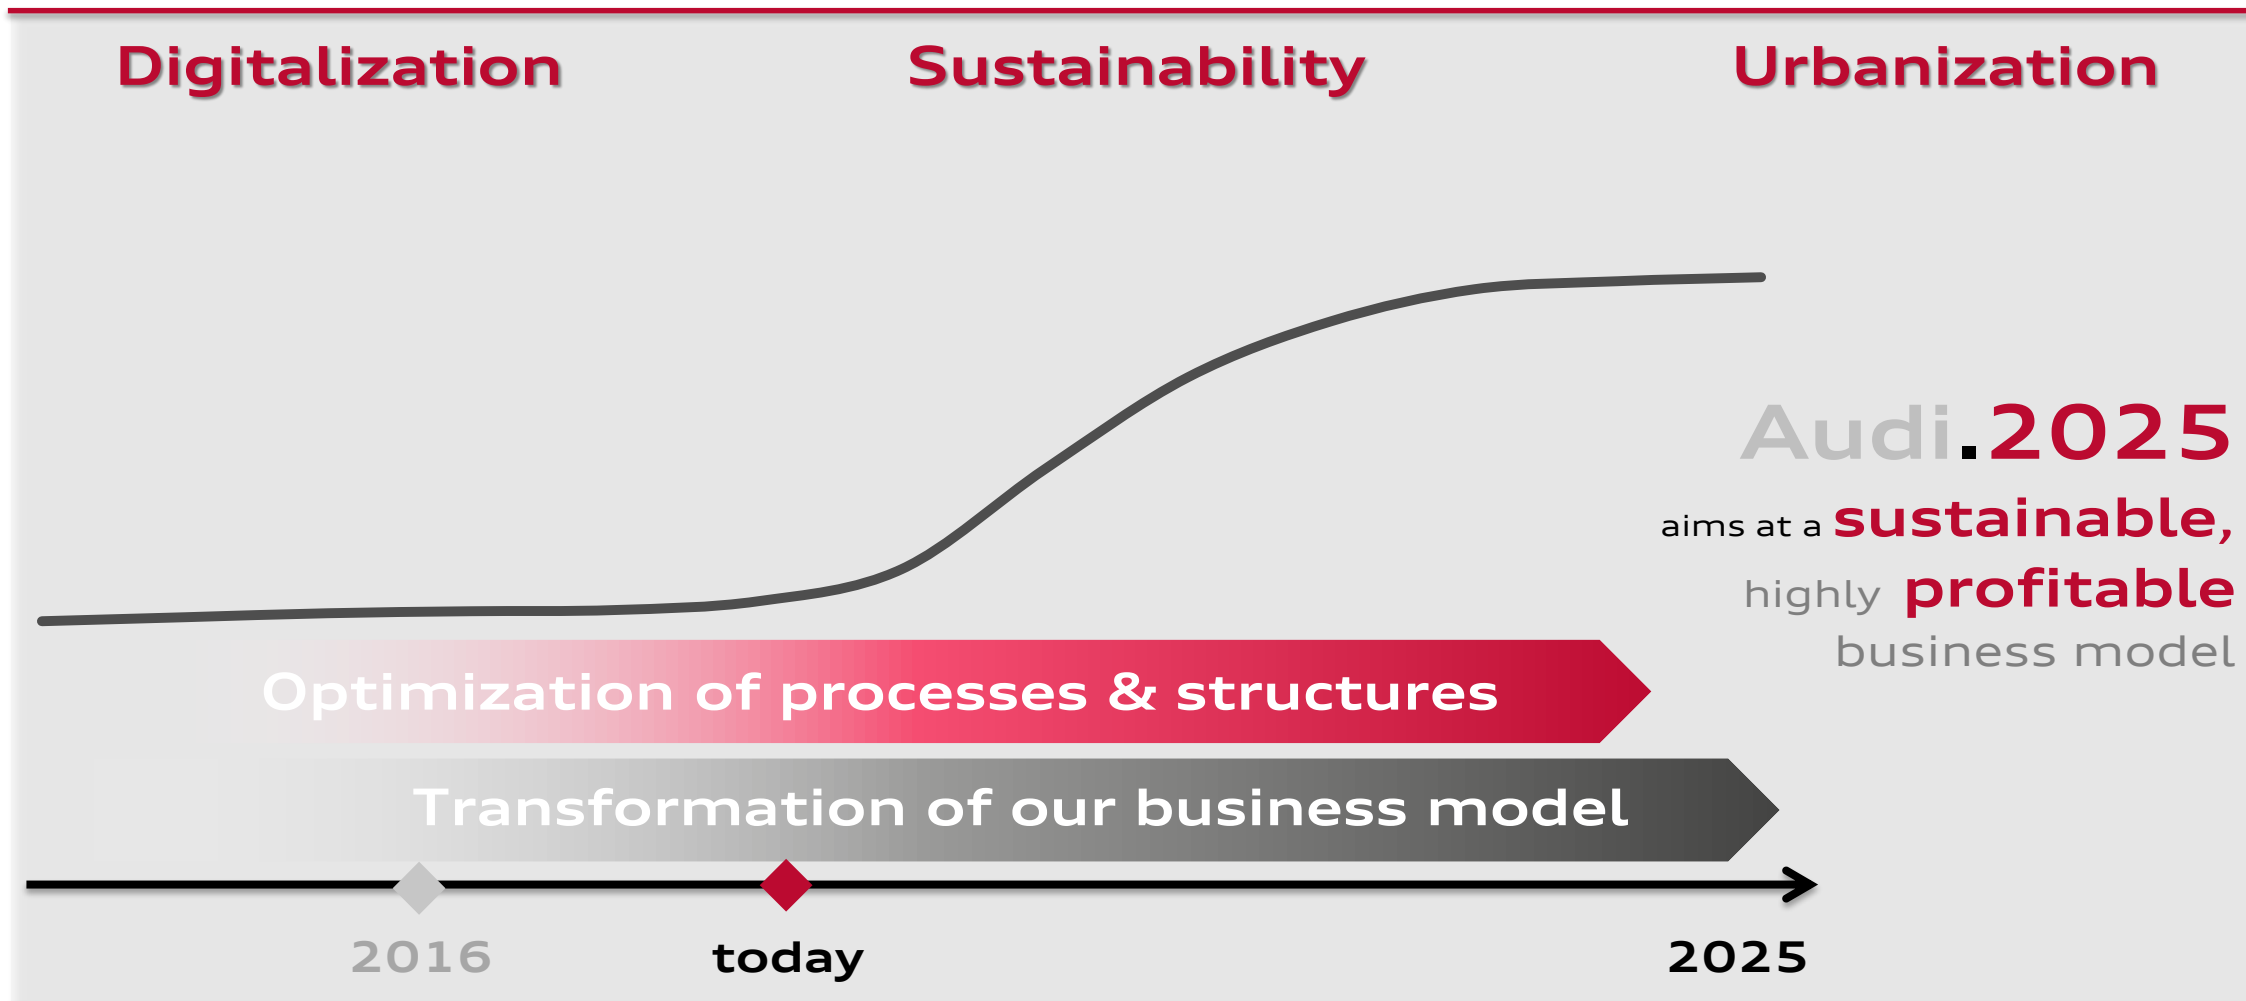 Digitalization Sustainability Urbanization
Audi.2025
aims at a sustainable,
highly profitable
business model
Optimization of processes & structures
Transformation of our business model
2016 today 2025